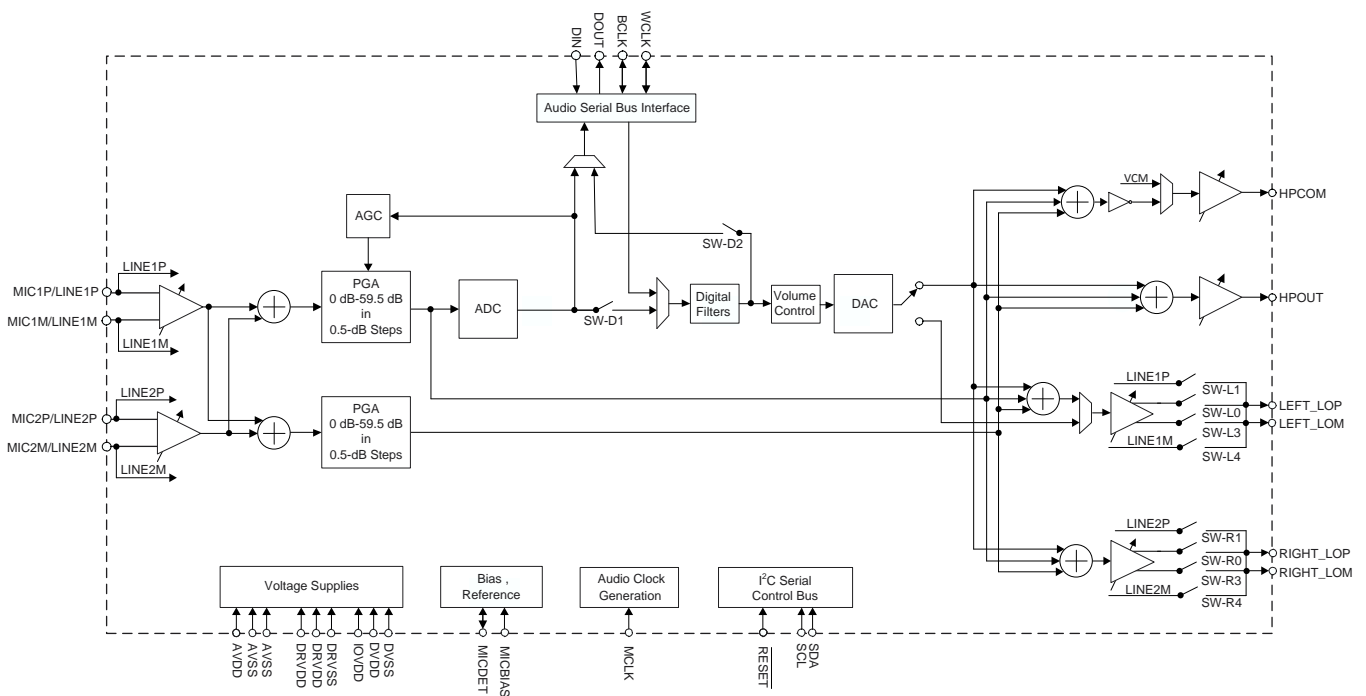 DIN
DOUT
BCLK
WCLK
Audio Serial Bus Interface
VCM
HPCOM
AGC
SW-D2
LINE1P
MIC1P/LINE1P
MIC1M/LINE1M
LINE1M
PGA
0 dB-59.5 dB
in
0.5-dB Steps
ADC
SW-D1
Digital
Filters
Volume
Control
DAC
HPOUT
LINE2P
MIC2P/LINE2P
MIC2M/LINE2M
LINE2M
PGA
0 dB-59.5 dB
in
0.5-dB Steps
LINE1P
SW-L1
SW-L0
SW-L3
LINE1M
SW-L4
LEFT_LOP
LEFT_LOM
LINE2P
SW-R1
SW-R0
SW-R3
LINE2M
SW-R4
RIGHT_LOP
RIGHT_LOM
Voltage Supplies
Bias ,
Reference
Audio Clock
Generation
I²C Serial
Control Bus
AVDD
AVSS
AVSS
DRVDD
DRVDD
DRVSS
IOVDD
DVDD
DVSS
MICDET
MICBIAS
MCLK
RESET
SCL
SDA